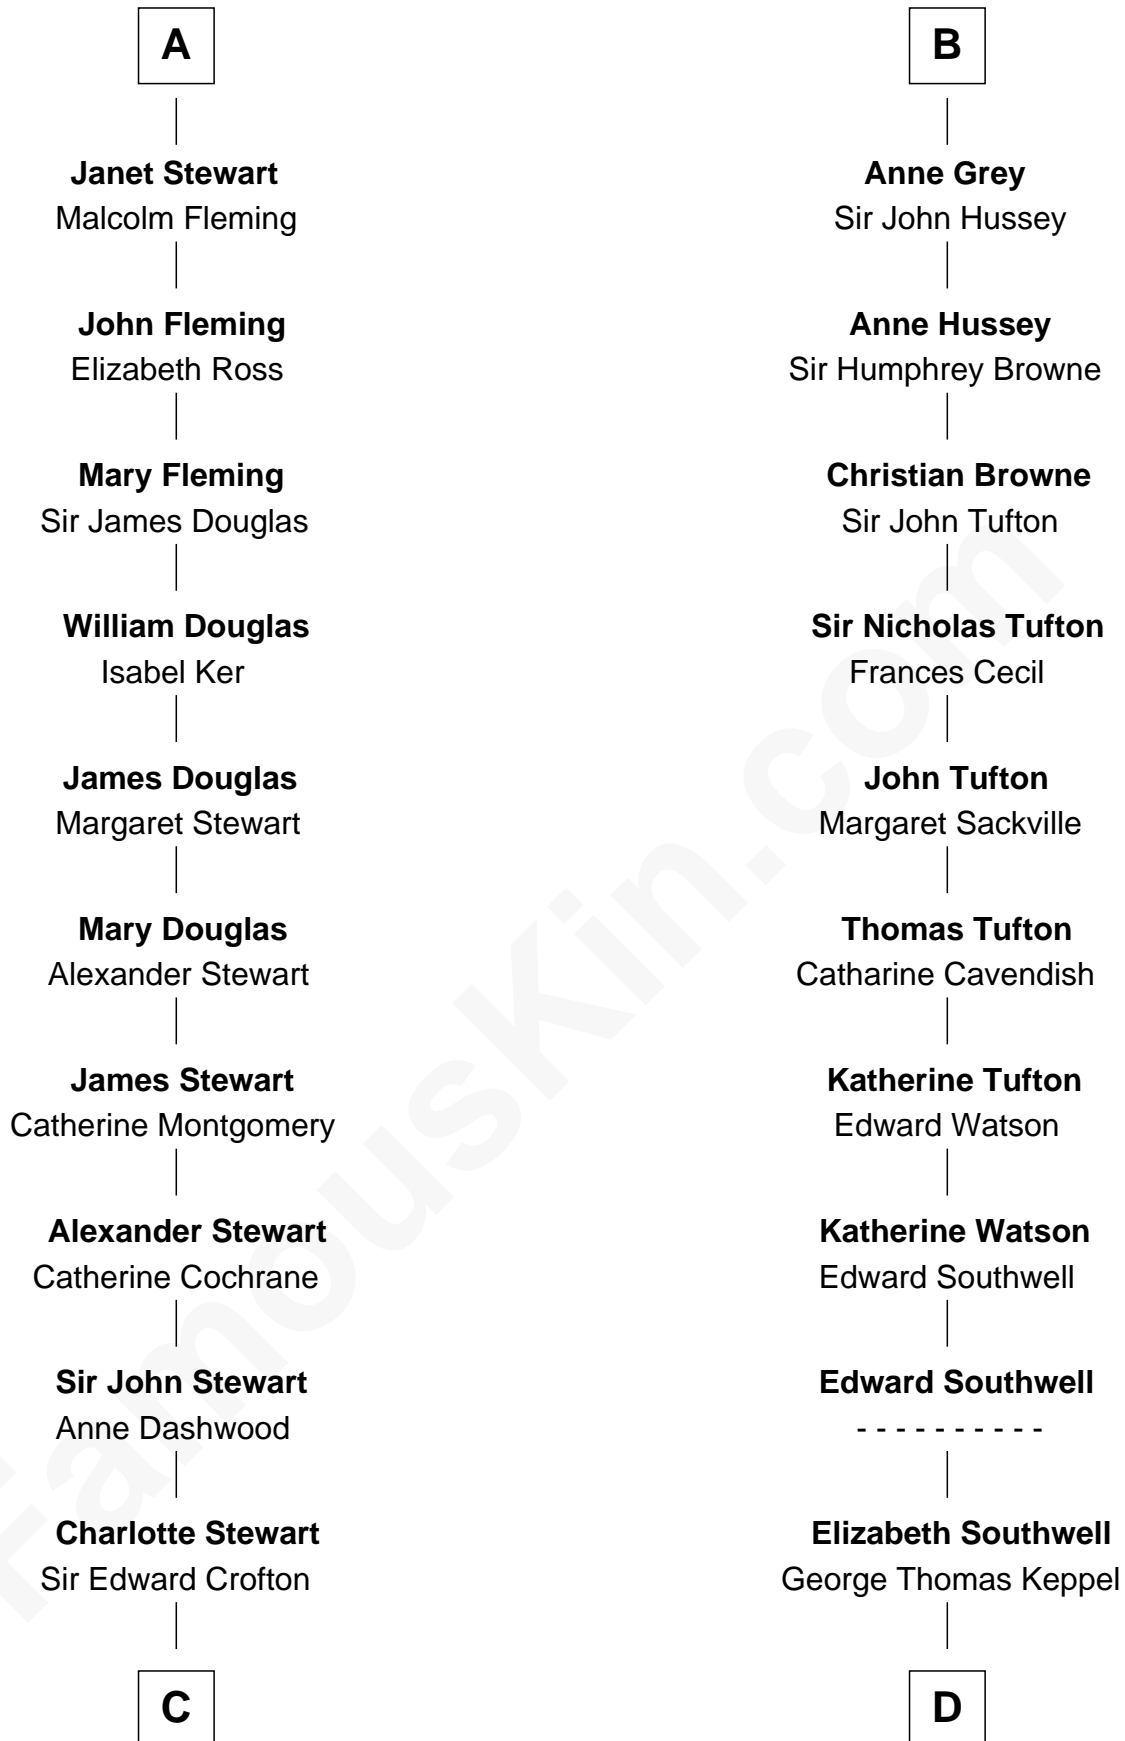 A
Janet Stewart
Malcolm Fleming
John Fleming
Elizabeth Ross
Mary Fleming
Sir James Douglas
William Douglas
Isabel Ker
James Douglas
Margaret Stewart
Mary Douglas
Alexander Stewart
James Stewart
Catherine Montgomery
Alexander Stewart
Catherine Cochrane
Sir John Stewart
Anne Dashwood
Charlotte Stewart
Sir Edward Crofton
C
B
Anne Grey
Sir John Hussey
Anne Hussey
Sir Humphrey Browne
Christian Browne
Sir John Tufton
Sir Nicholas Tufton
Frances Cecil
John Tufton
Margaret Sackville
Thomas Tufton
Catharine Cavendish
Katherine Tufton
Edward Watson
Katherine Watson
Edward Southwell
Edward Southwell
- - - - - - - - - -
Elizabeth Southwell
George Thomas Keppel
D
FamousKin.com